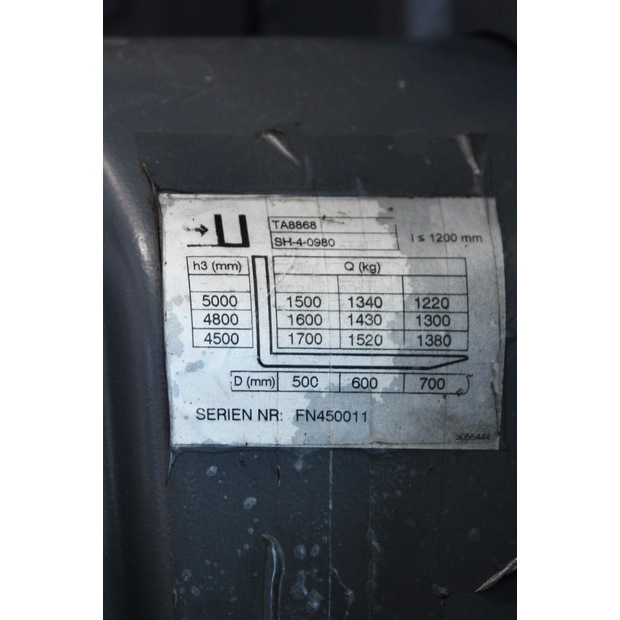 TA8868
SH-4-0980
l ≤ 1200 mm
h3 (mm) Q (kg)
5000 1500 1340 1220
4800 1600 1430 1300
4500 1700 1520 1380
D (mm) 500 600 700
SERIEN NR: FN450011
5055444